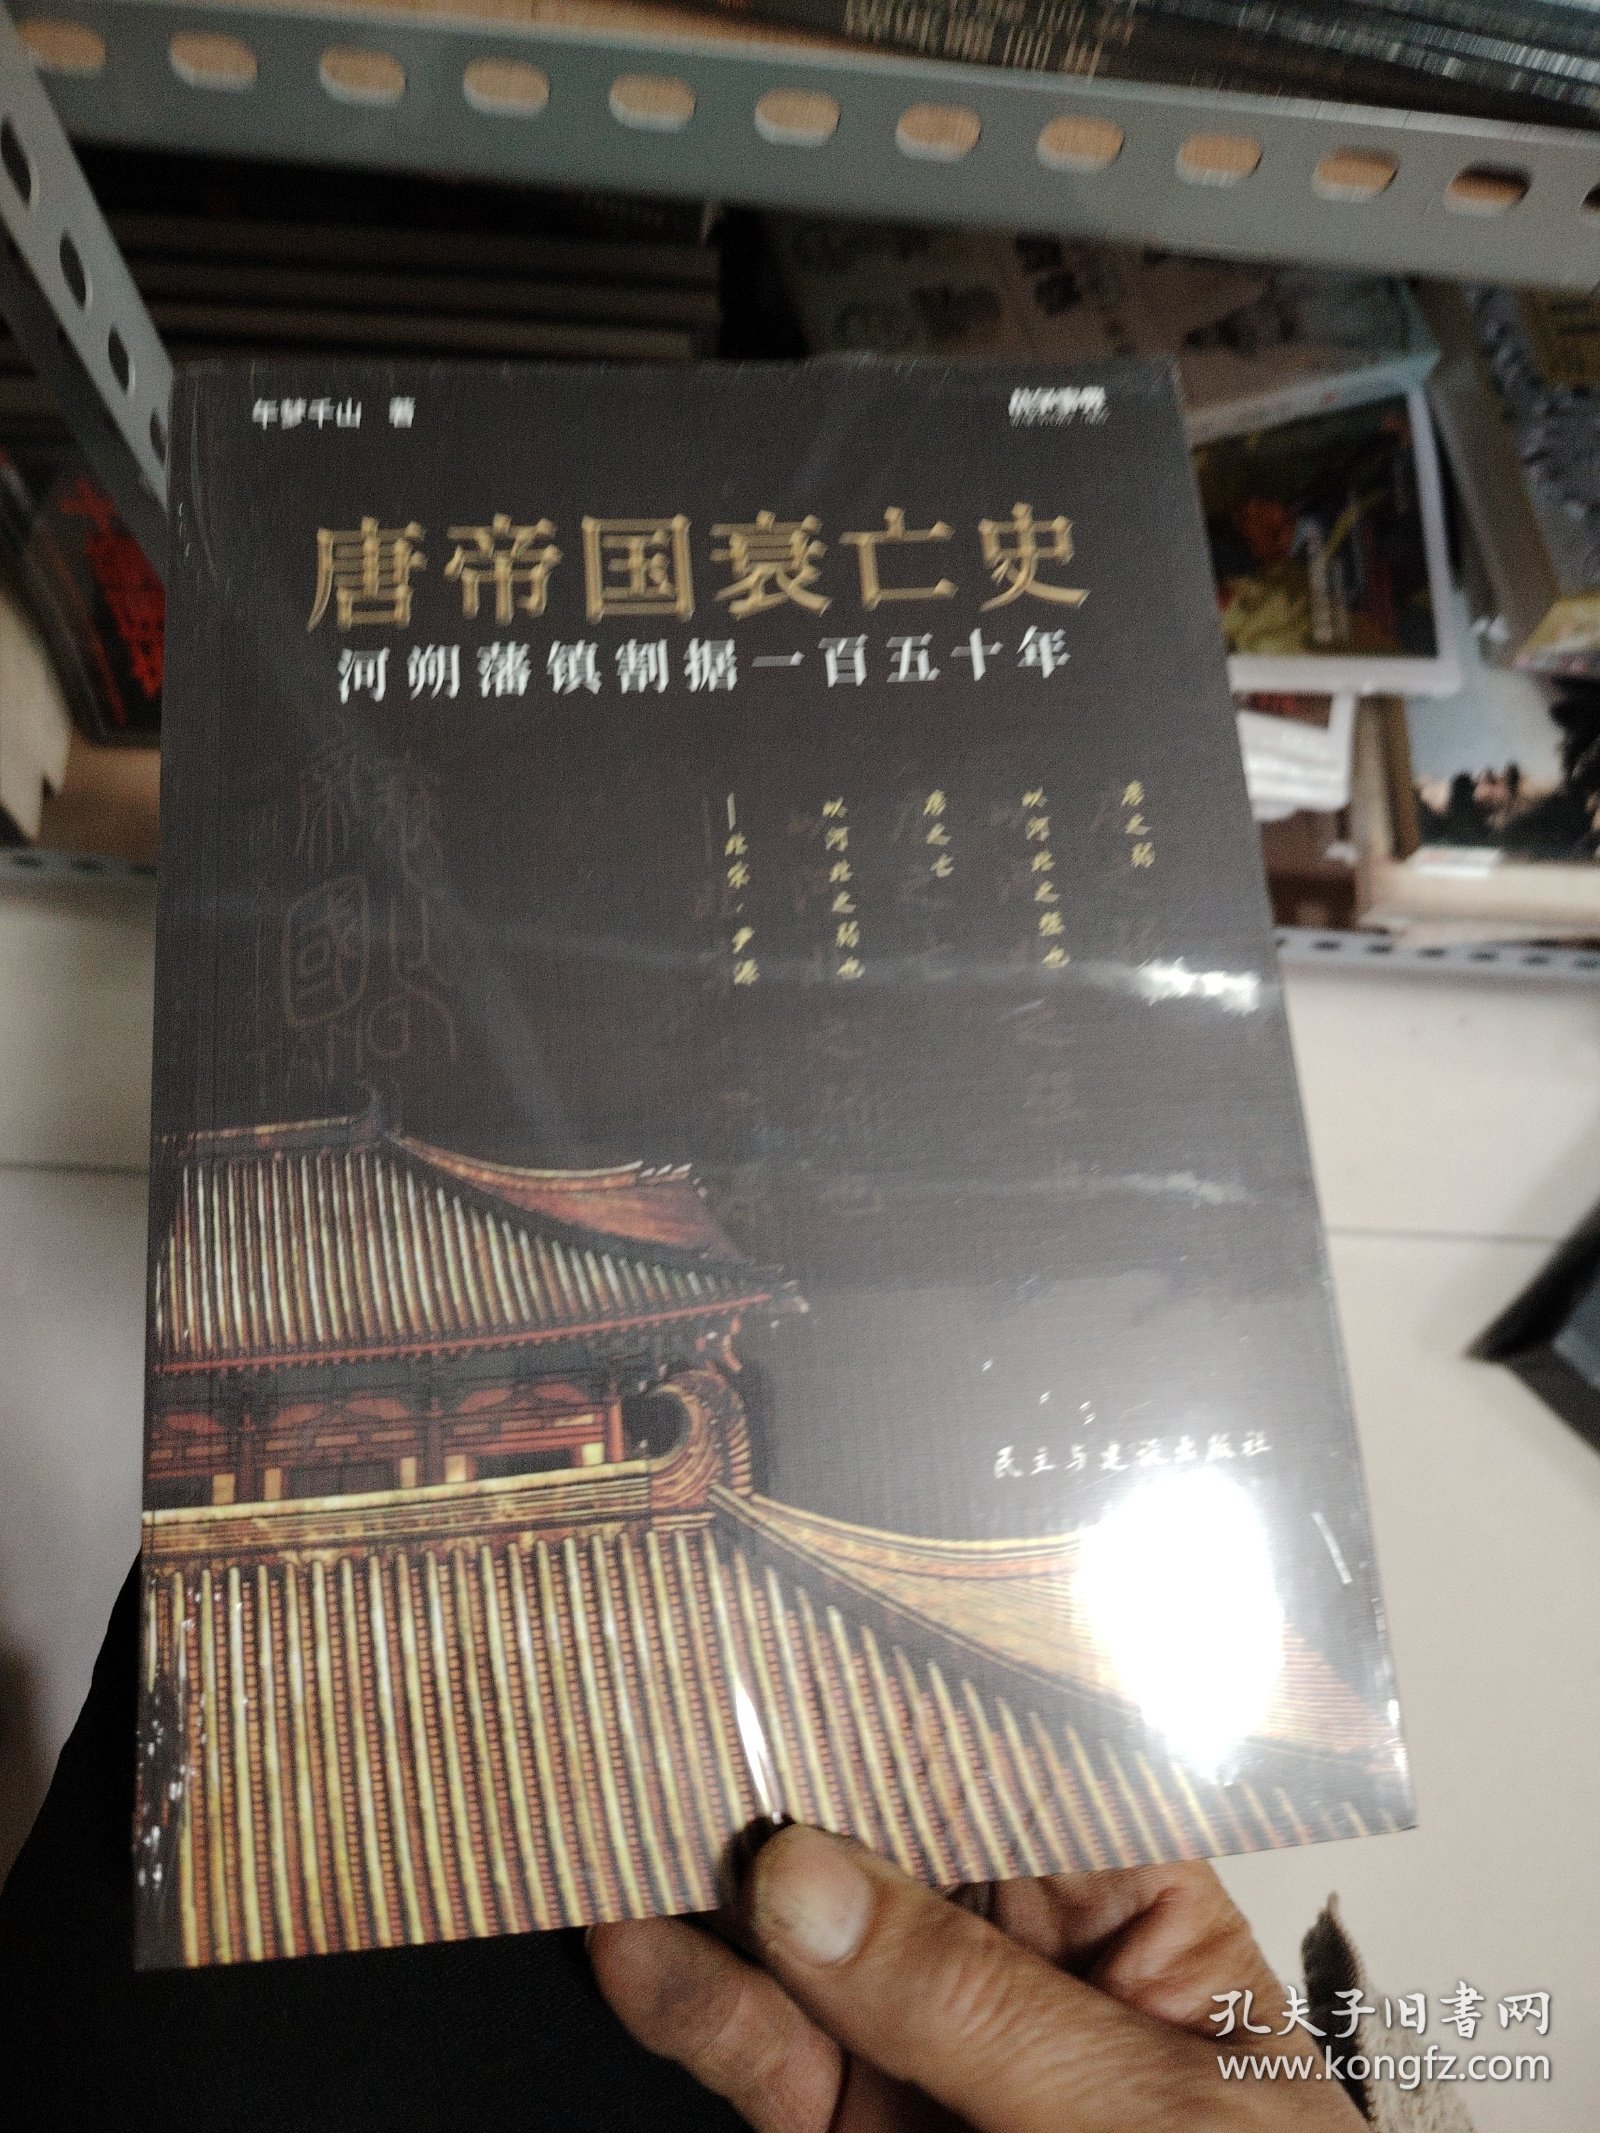 午梦千山 著
唐帝国衰亡史
河朔藩镇割据一百五十年
唐之弱
以河北之强也
唐之亡
以河北之弱也
—北宋·尹源
民主与建设出版社
孔夫子旧书网
www.kongfz.com